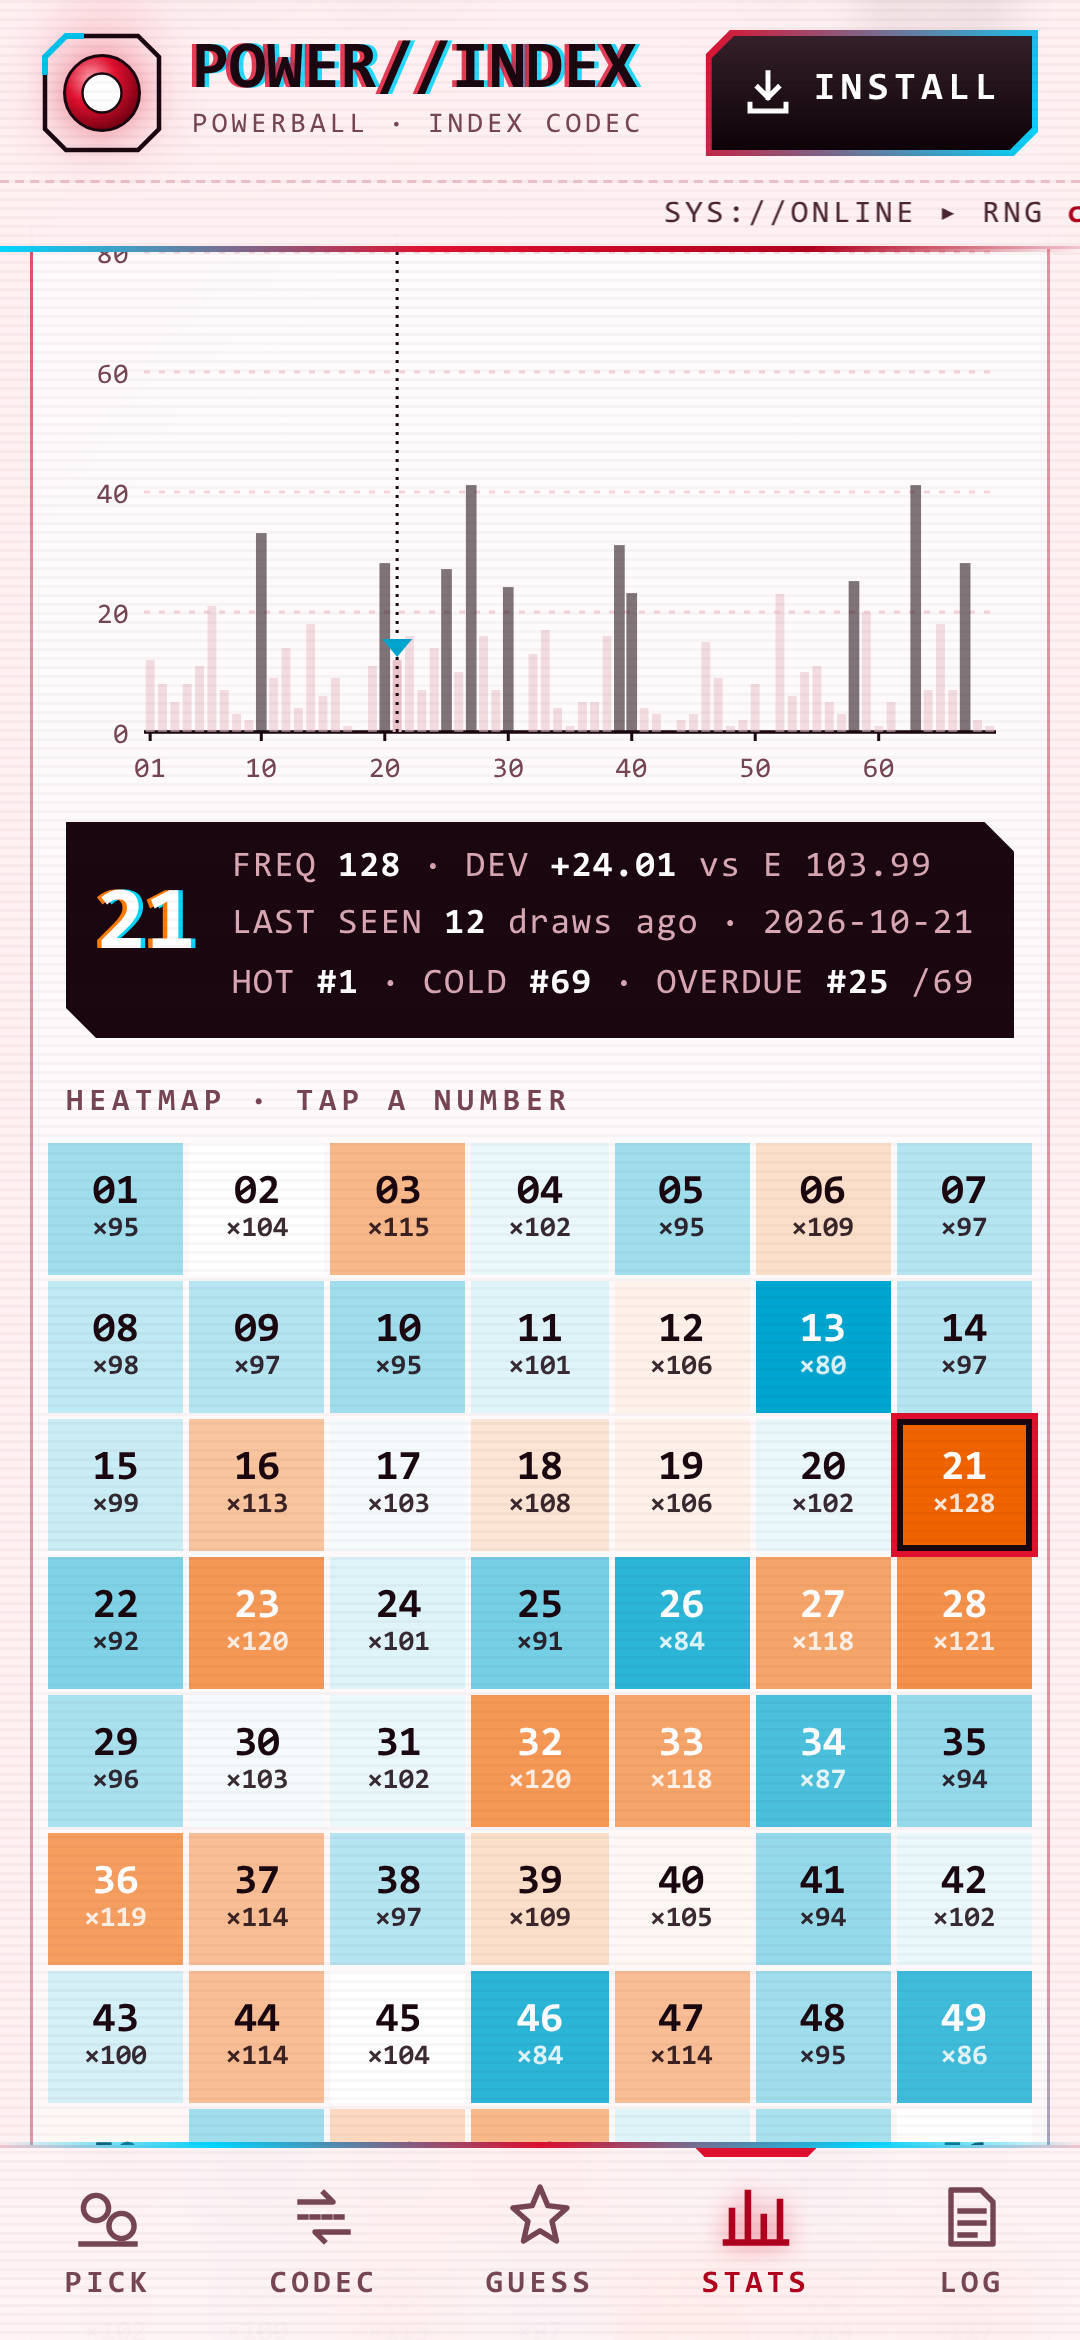 POWER//INDEX
POWERBALL · INDEX CODEC
INSTALL
SYS://ONLINE ▸ RNG
80
60
40
20
0
01 10 20 30 40 50 60
21
FREQ 128 · DEV +24.01 vs E 103.99
LAST SEEN 12 draws ago · 2026-10-21
HOT #1 · COLD #69 · OVERDUE #25 /69
HEATMAP · TAP A NUMBER
01 02 03 04 05 06 07
×95 ×104 ×115 ×102 ×95 ×109 ×97
08 09 10 11 12 13 14
×98 ×97 ×95 ×101 ×106 ×80 ×97
15 16 17 18 19 20 21
×99 ×113 ×103 ×108 ×106 ×102 ×128
22 23 24 25 26 27 28
×92 ×120 ×101 ×91 ×84 ×118 ×121
29 30 31 32 33 34 35
×96 ×103 ×102 ×120 ×118 ×87 ×94
36 37 38 39 40 41 42
×119 ×114 ×97 ×109 ×105 ×94 ×102
43 44 45 46 47 48 49
×100 ×114 ×104 ×84 ×114 ×95 ×86
PICK CODEC GUESS STATS LOG